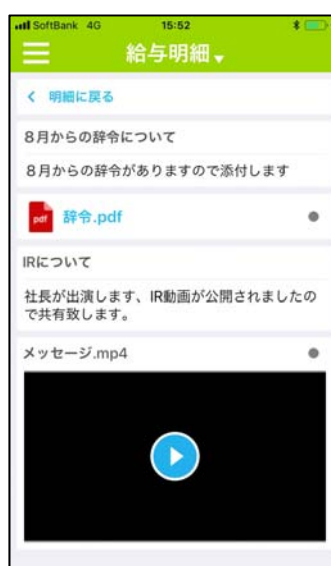 SoftBank 4G 15:52
給与明細
明細に戻る
8月からの辞令について
8月からの辞令がありますので添付します
pdf 辞令.pdf
IRについて
社長が出演します、IR動画が公開されましたの
で共有致します。
メッセージ.mp4